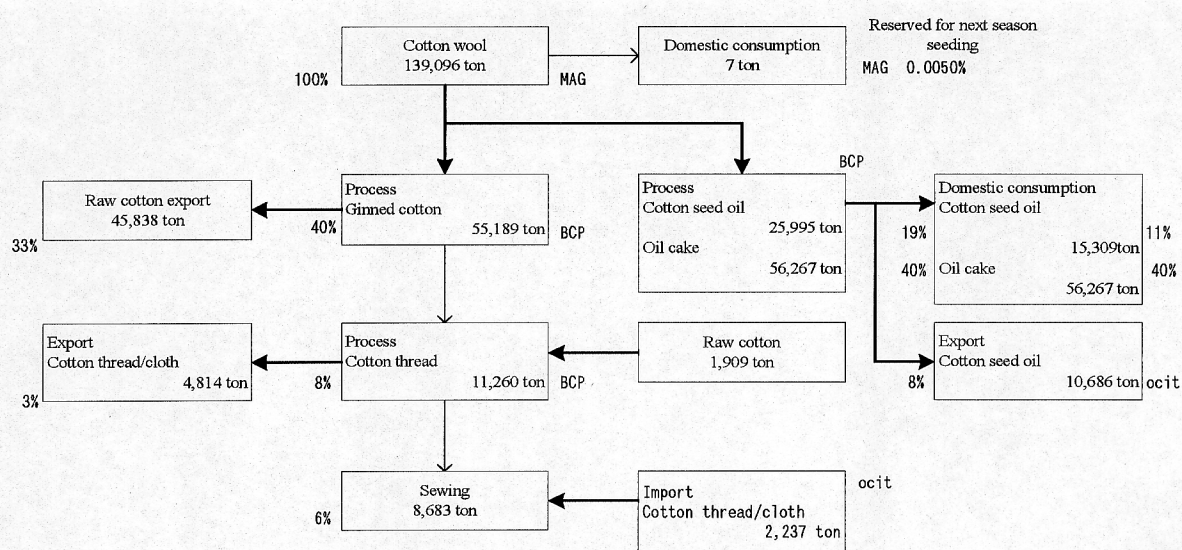 Cotton wool
139,096 ton
100%
MAG
Domestic consumption
7 ton
Reserved for next season
seeding
MAG 0.0050%
Raw cotton export
45,838 ton
33%
Process
Ginned cotton
55,189 ton
40%
BCP
Process
Cotton seed oil
25,995 ton
Oil cake
56,267 ton
BCP
19%
40%
Domestic consumption
Cotton seed oil
15,309ton
Oil cake
56,267 ton
11%
40%
Export
Cotton thread/cloth
4,814 ton
3%
Process
Cotton thread
11,260 ton
8%
BCP
Raw cotton
1,909 ton
Export
Cotton seed oil
10,686 ton
8%
ocit
Sewing
8,683 ton
6%
Import
Cotton thread/cloth
2,237 ton
ocit